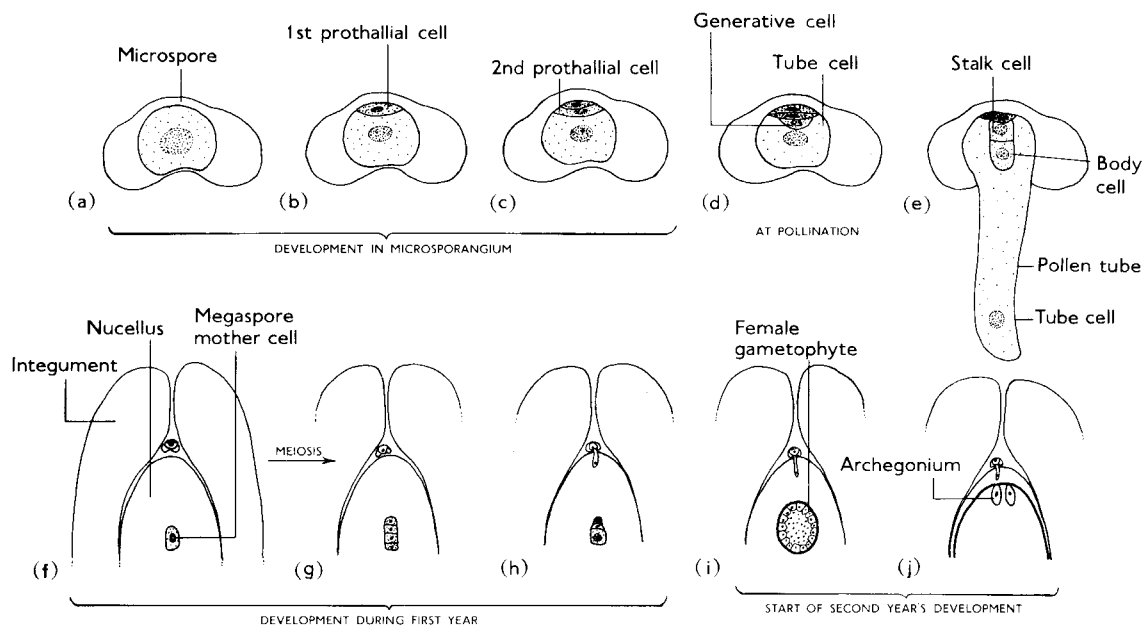 Microspore
1st prothallial cell
2nd prothallial cell
Generative cell
Tube cell
Stalk cell
Body
cell
(a)
(b)
(c)
(d)
(e)
DEVELOPMENT IN MICROSPORANGIUM
AT POLLINATION
Pollen tube
Tube cell
Integument
Nucellus
Megaspore
mother cell
MEIOSIS
Female
gametophyte
Archegonium
(f)
(g)
(h)
(i)
(j)
DEVELOPMENT DURING FIRST YEAR
START OF SECOND YEAR'S DEVELOPMENT